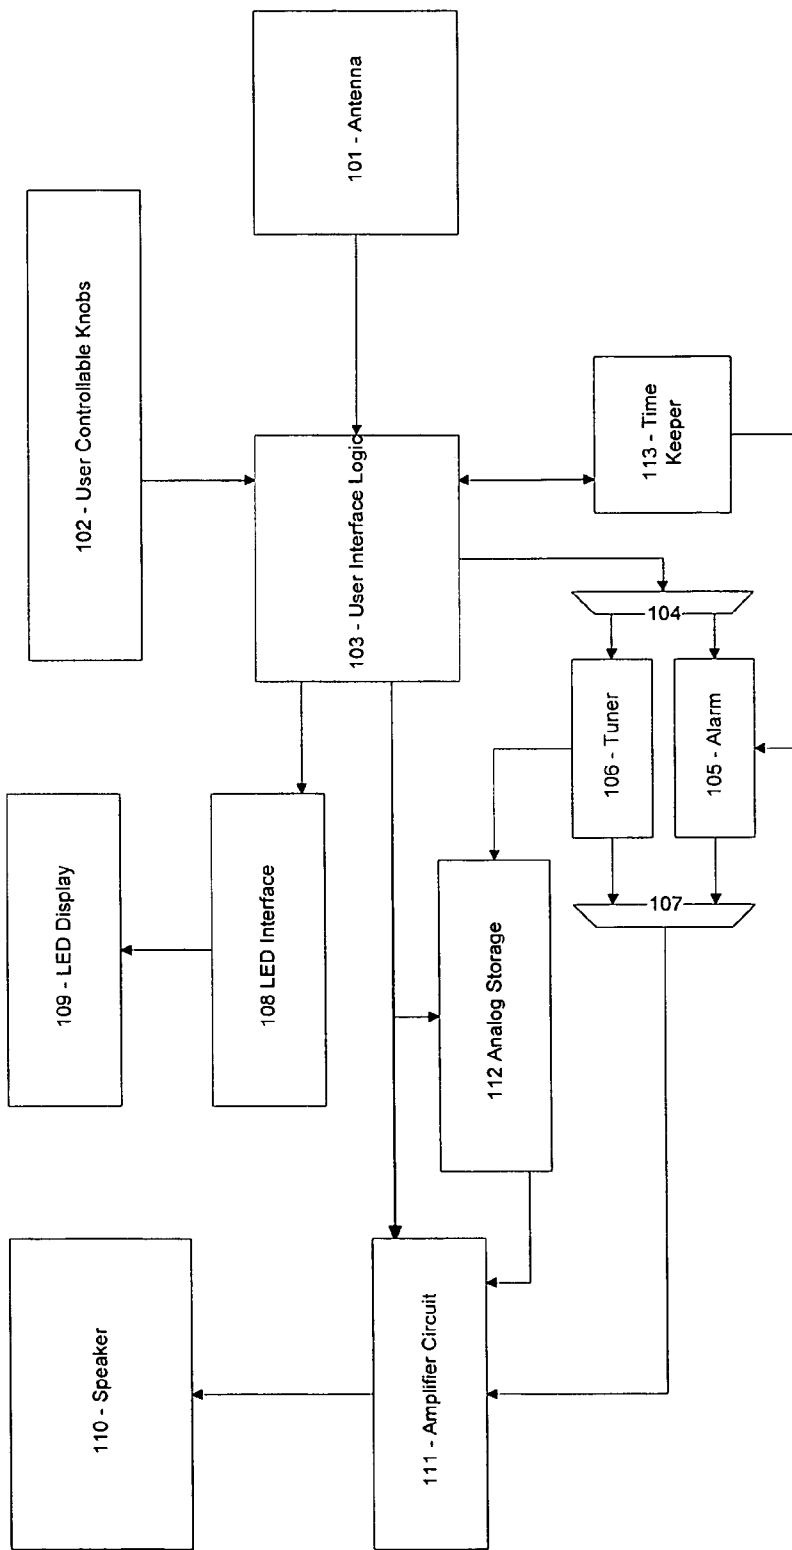 101 - Antenna
102 - User Controllable Knobs
103 - User Interface Logic
113 - Time
Keeper
104
106 - Tuner
105 - Alarm
107
109 - LED Display
108 LED Interface
112 Analog Storage
110 - Speaker
111 - Amplifier Circuit